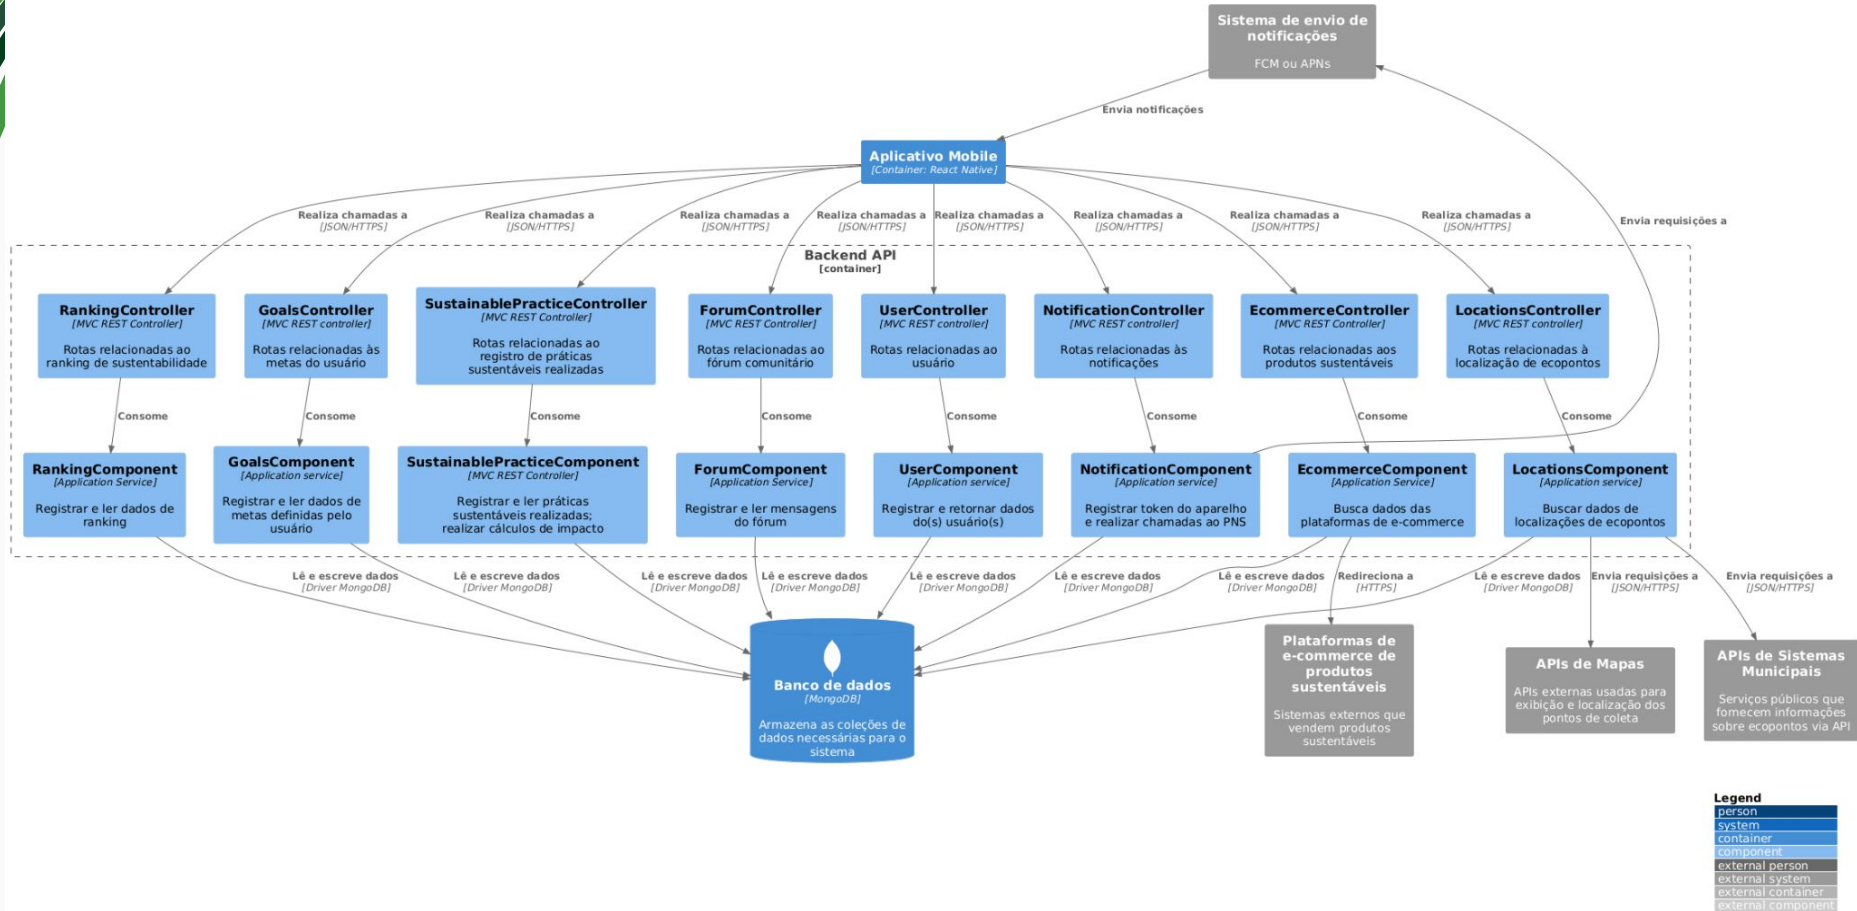 Sistema de envio de
notificações
FCM ou APNs
Envia notificações
Aplicativo Mobile
[Container: React Native]
Realiza chamadas a
[JSON/HTTPS]
Realiza chamadas a
[JSON/HTTPS]
Realiza chamadas a
[JSON/HTTPS]
Realiza chamadas a
[JSON/HTTPS]
Realiza chamadas a
[JSON/HTTPS]
Realiza chamadas a
[JSON/HTTPS]
Realiza chamadas a
[JSON/HTTPS]
Realiza chamadas a
[JSON/HTTPS]
Envia requisições a
Backend API
[container]
RankingController
[MVC REST Controller]
Rotas relacionadas ao
ranking de sustentabilidade
GoalsController
[MVC REST controller]
Rotas relacionadas às
metas do usuário
SustainablePracticeController
[MVC REST Controller]
Rotas relacionadas ao
registro de práticas
sustentáveis realizadas
ForumController
[MVC REST Controller]
Rotas relacionadas ao
fórum comunitário
UserController
[MVC REST controller]
Rotas relacionadas ao
usuário
NotificationController
[MVC REST controller]
Rotas relacionadas às
notificações
EcommerceController
[MVC REST Controller]
Rotas relacionadas aos
produtos sustentáveis
LocationsController
[MVC REST controller]
Rotas relacionadas à
localização de ecopontos
Consome
Consome
Consome
Consome
Consome
Consome
Consome
Consome
RankingComponent
[Application Service]
Registrar e ler dados de
ranking
GoalsComponent
[Application service]
Registrar e ler dados de
metas definidas pelo
usuário
SustainablePracticeComponent
[MVC REST Controller]
Registrar e ler práticas
sustentáveis realizadas;
realizar cálculos de impacto
ForumComponent
[Application Service]
Registrar e ler mensagens
do fórum
UserComponent
[Application Service]
Registrar e retornar dados
do(s) usuário(s)
NotificationComponent
[Application service]
Registrar token do aparelho
e realizar chamadas ao PNS
EcommerceComponent
[Application Service]
Busca dados das
plataformas de e-commerce
LocationsComponent
[Application service]
Buscar dados de
localizações de ecopontos
Lê e escreve dados
[Driver MongoDB]
Lê e escreve dados
[Driver MongoDB]
Lê e escreve dados
[Driver MongoDB]
Lê e escreve dados
[Driver MongoDB]
Lê e escreve dados
[Driver MongoDB]
Lê e escreve dados
[Driver MongoDB]
Lê e escreve dados
[Driver MongoDB]
Redireciona a
[HTTPS]
Lê e escreve dados
[Driver MongoDB]
Envia requisições a
[JSON/HTTPS]
Envia requisições a
[JSON/HTTPS]
Banco de dados
[MongoDB]
Armazena as coleções de
dados necessárias para o
sistema
Plataformas de
e-commerce de
produtos
sustentáveis
Sistemas externos que
vendem produtos
sustentáveis
APIs de Mapas
APIs externas usadas para
exibição e localização dos
pontos de coleta
APIs de Sistemas
Municipais
Serviços públicos que
fornecem informações
sobre ecopontos via API
Legend
person
system
container
component
external person
external system
external container
external component